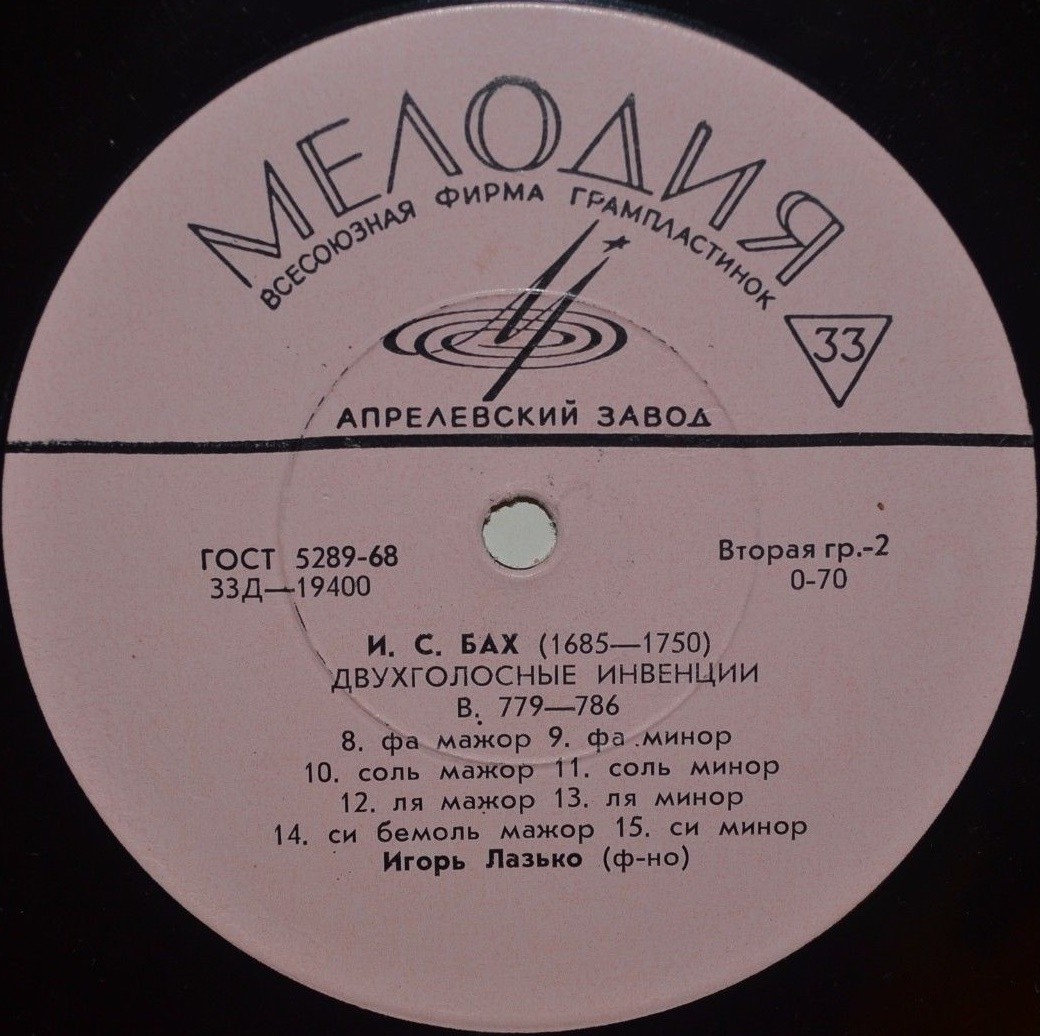 МЕЛОДИЯ
ВСЕСОЮЗНАЯ ФИРМА ГРАМПЛАСТИНОК
33
АПРЕЛЕВСКИЙ ЗАВОД
ГОСТ 5289-68
33Д—19400
Вторая гр.-2
0-70
И. С. БАХ (1685—1750)
ДВУХГОЛОСНЫЕ ИНВЕНЦИИ
В. 779—786
8. фа мажор 9. фа минор
10. соль мажор 11. соль минор
12. ля мажор 13. ля минор
14. си бемоль мажор 15. си минор
Игорь Лазько (ф-но)